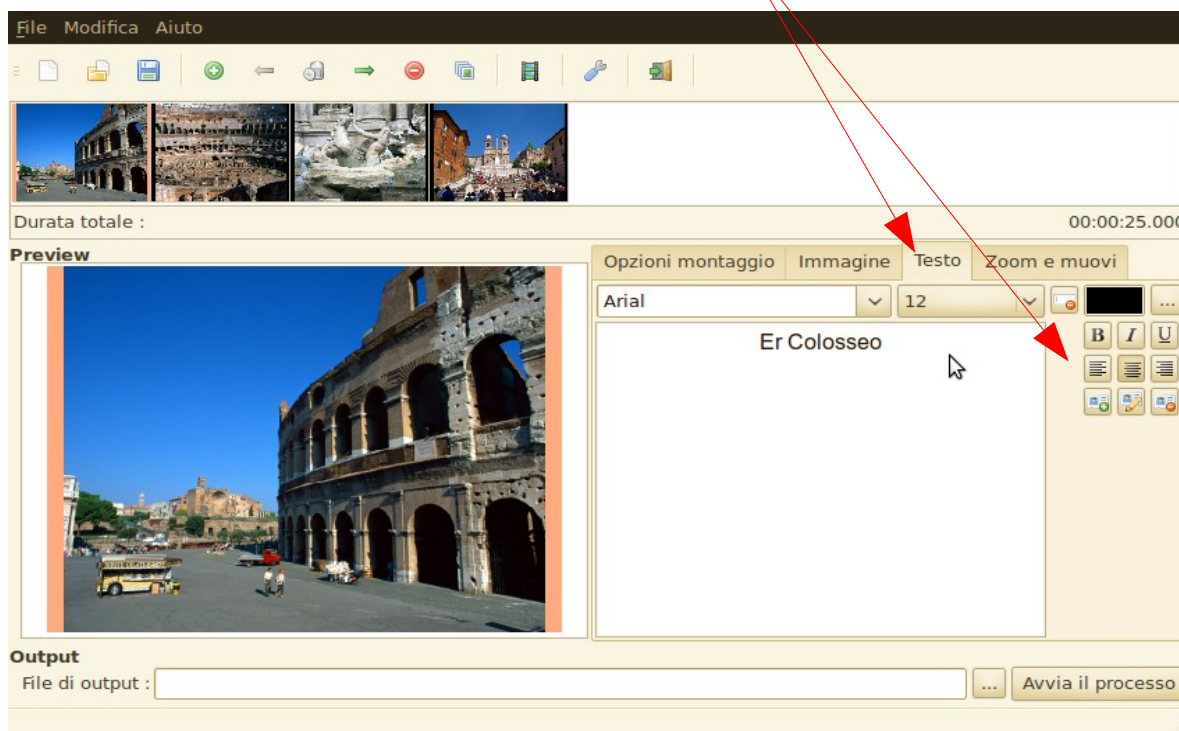 File Modifica Aiuto
Durata totale : 00:00:25.000
Preview
Opzioni montaggio Immagine Testo Zoom e muovi
Arial 12 ...
B I U
Er Colosseo
Output
File di output : ... Avvia il processo